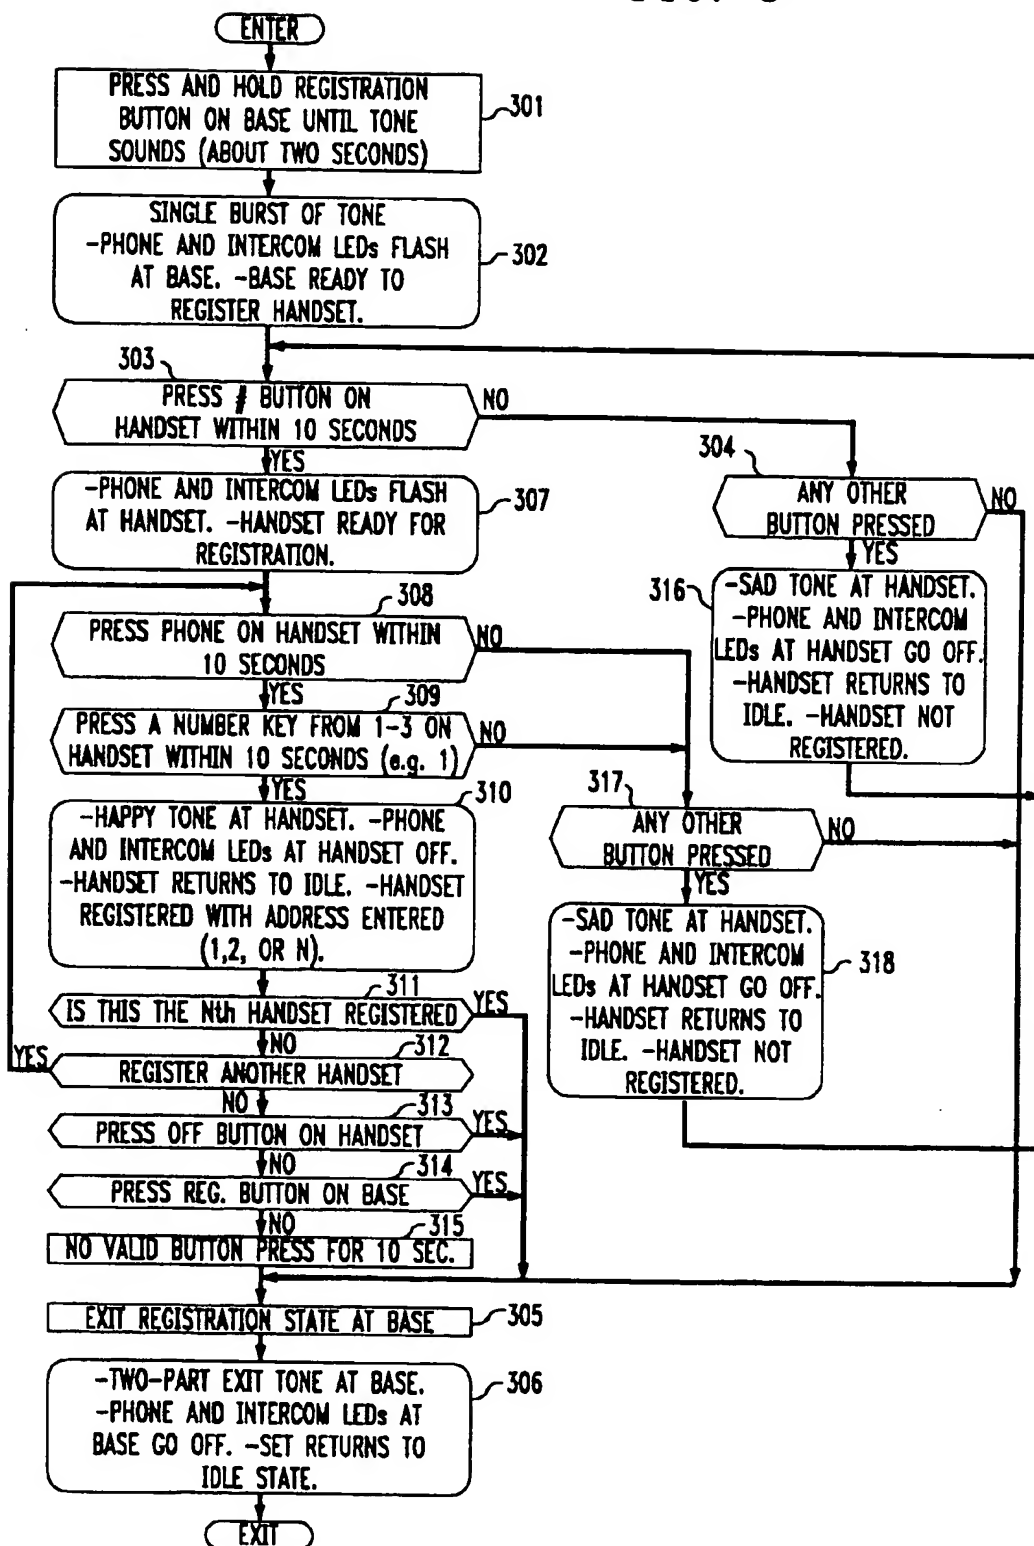 ENTER
PRESS AND HOLD REGISTRATION
BUTTON ON BASE UNTIL TONE
SOUNDS (ABOUT TWO SECONDS)
301
SINGLE BURST OF TONE
-PHONE AND INTERCOM LEDs FLASH
AT BASE. -BASE READY TO
REGISTER HANDSET.
302
303
PRESS # BUTTON ON
HANDSET WITHIN 10 SECONDS
NO
YES
304
ANY OTHER
BUTTON PRESSED
NO
YES
-PHONE AND INTERCOM LEDs FLASH
AT HANDSET. -HANDSET READY FOR
REGISTRATION.
307
316
-SAD TONE AT HANDSET.
-PHONE AND INTERCOM
LEDs AT HANDSET GO OFF.
-HANDSET RETURNS TO
IDLE. -HANDSET NOT
REGISTERED.
308
PRESS PHONE ON HANDSET WITHIN
10 SECONDS
NO
YES
309
PRESS A NUMBER KEY FROM 1-3 ON
HANDSET WITHIN 10 SECONDS (e.g. 1)
NO
YES
310
-HAPPY TONE AT HANDSET. -PHONE
AND INTERCOM LEDs AT HANDSET OFF.
-HANDSET RETURNS TO IDLE. -HANDSET
REGISTERED WITH ADDRESS ENTERED
(1,2, OR N).
317
ANY OTHER
BUTTON PRESSED
NO
YES
-SAD TONE AT HANDSET.
-PHONE AND INTERCOM
LEDs AT HANDSET GO OFF.
-HANDSET RETURNS TO
IDLE. -HANDSET NOT
REGISTERED.
318
311
IS THIS THE Nth HANDSET REGISTERED
YES
NO
312
YES
REGISTER ANOTHER HANDSET
NO
313
PRESS OFF BUTTON ON HANDSET
YES
NO
314
PRESS REG. BUTTON ON BASE
YES
NO
315
NO VALID BUTTON PRESS FOR 10 SEC.
EXIT REGISTRATION STATE AT BASE
305
-TWO-PART EXIT TONE AT BASE.
-PHONE AND INTERCOM LEDs AT
BASE GO OFF. -SET RETURNS TO
IDLE STATE.
306
EXIT